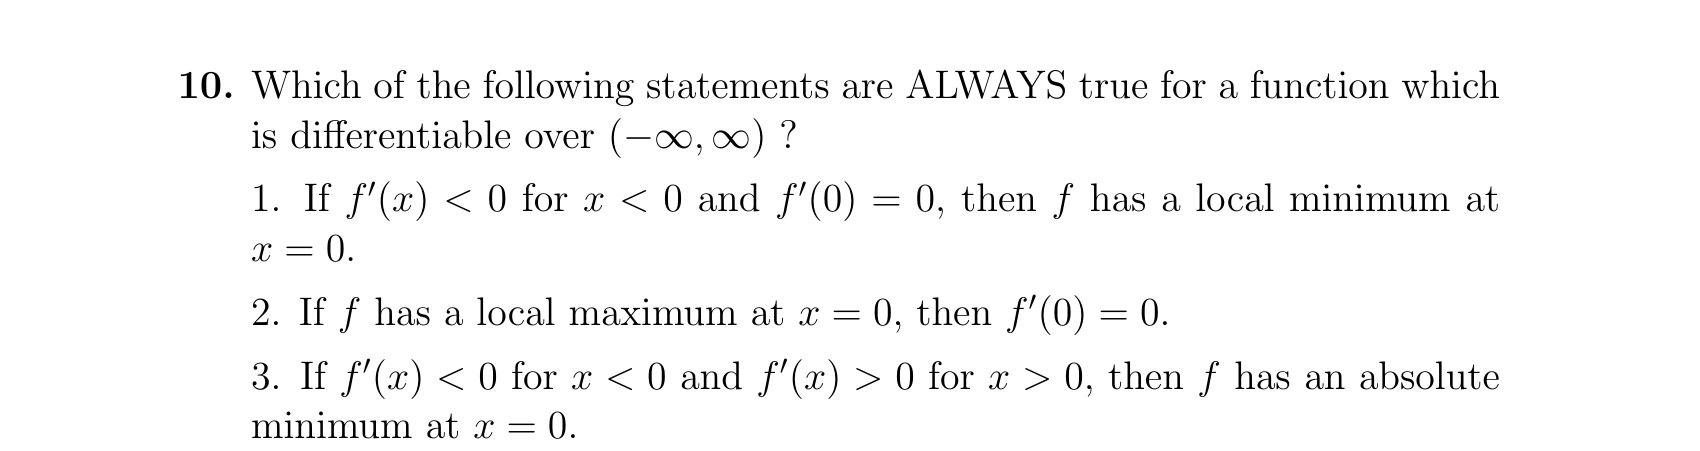 10. Which of the following statements are ALWAYS true for a function which
is differentiable over (−∞, ∞) ?
1. If f′(x) < 0 for x < 0 and f′(0) = 0, then f has a local minimum at
x = 0.
2. If f has a local maximum at x = 0, then f′(0) = 0.
3. If f′(x) < 0 for x < 0 and f′(x) > 0 for x > 0, then f has an absolute
minimum at x = 0.